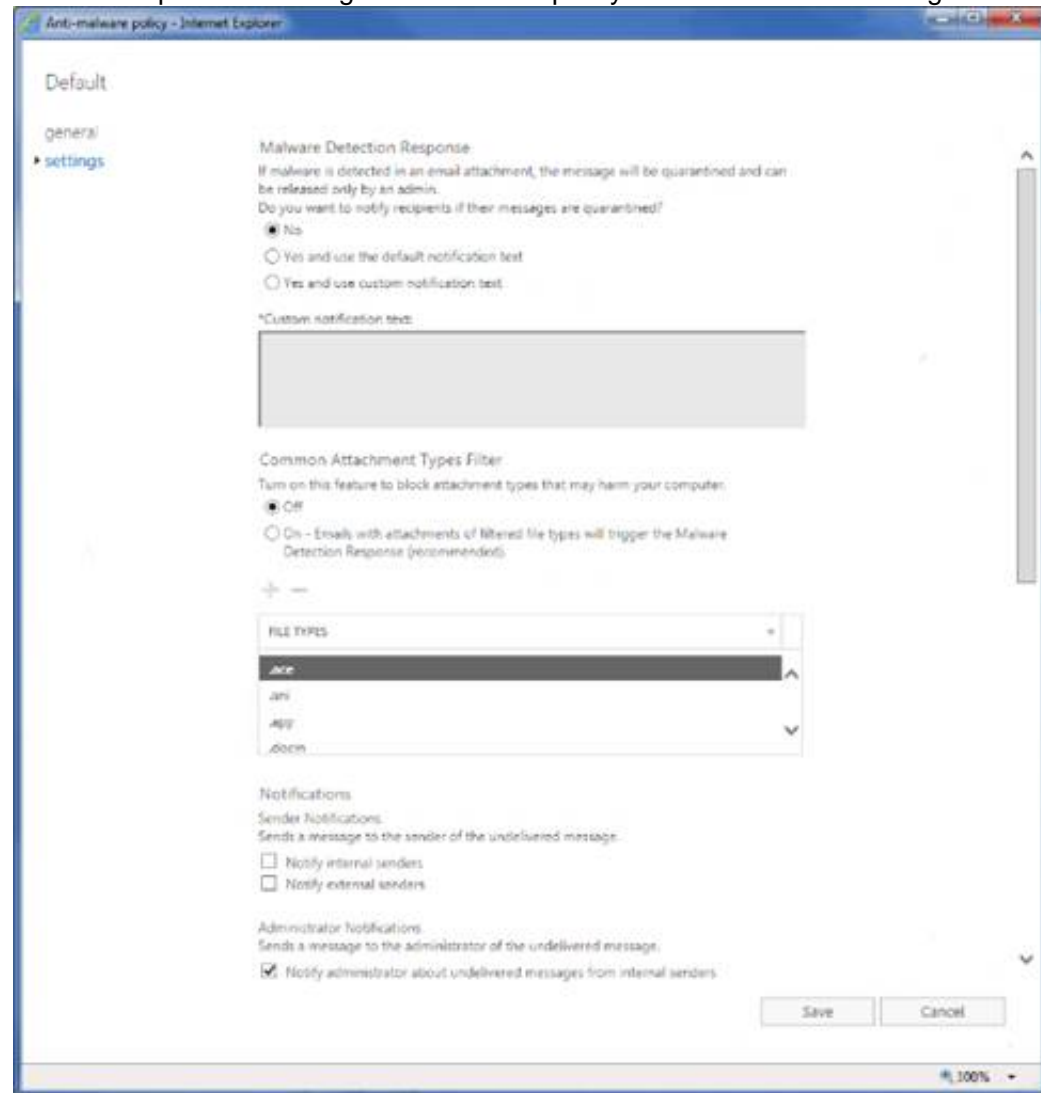 Anti-malware policy - Internet Explorer
Default
general
settings
Malware Detection Response
If malware is detected in an email attachment, the message will be quarantined and can
be released only by an admin.
Do you want to notify recipients if their messages are quarantined?
No
Yes and use the default notification text
Yes and use custom notification text
*Custom notification text:
Common Attachment Types Filter
Turn on this feature to block attachment types that may harm your computer.
Off
On - Emails with attachments of filtered file types will trigger the Malware
Detection Response (recommended).
FILE TYPES
.ace
.ani
.app
.docm
Notifications
Sender Notifications
Sends a message to the sender of the undelivered message.
Notify internal senders
Notify external senders
Administrator Notifications
Sends a message to the administrator of the undelivered message.
Notify administrator about undelivered messages from internal senders
Save
Cancel
100%